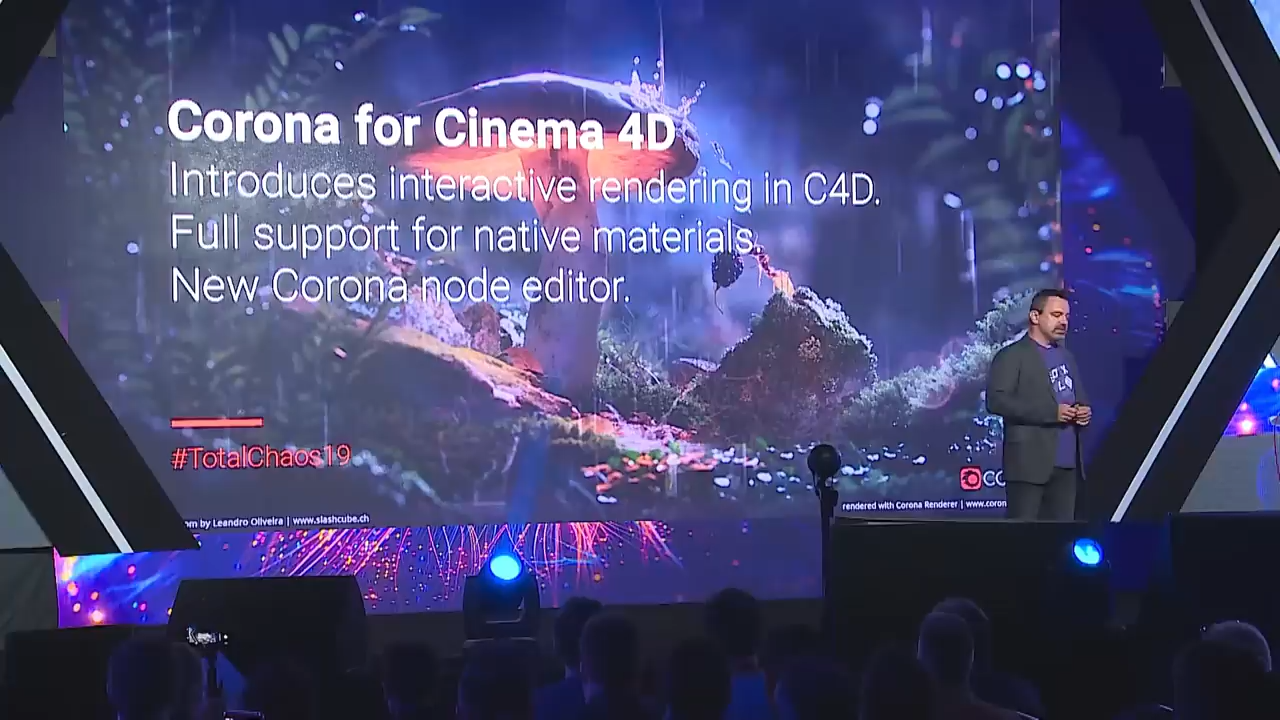 Corona for Cinema 4D
Introduces interactive rendering in C4D.
Full support for native materials.
New Corona node editor.
#TotalChaos19
by Leandro Oliveira | www.slashcube.ch
rendered with Corona Renderer | www.coron